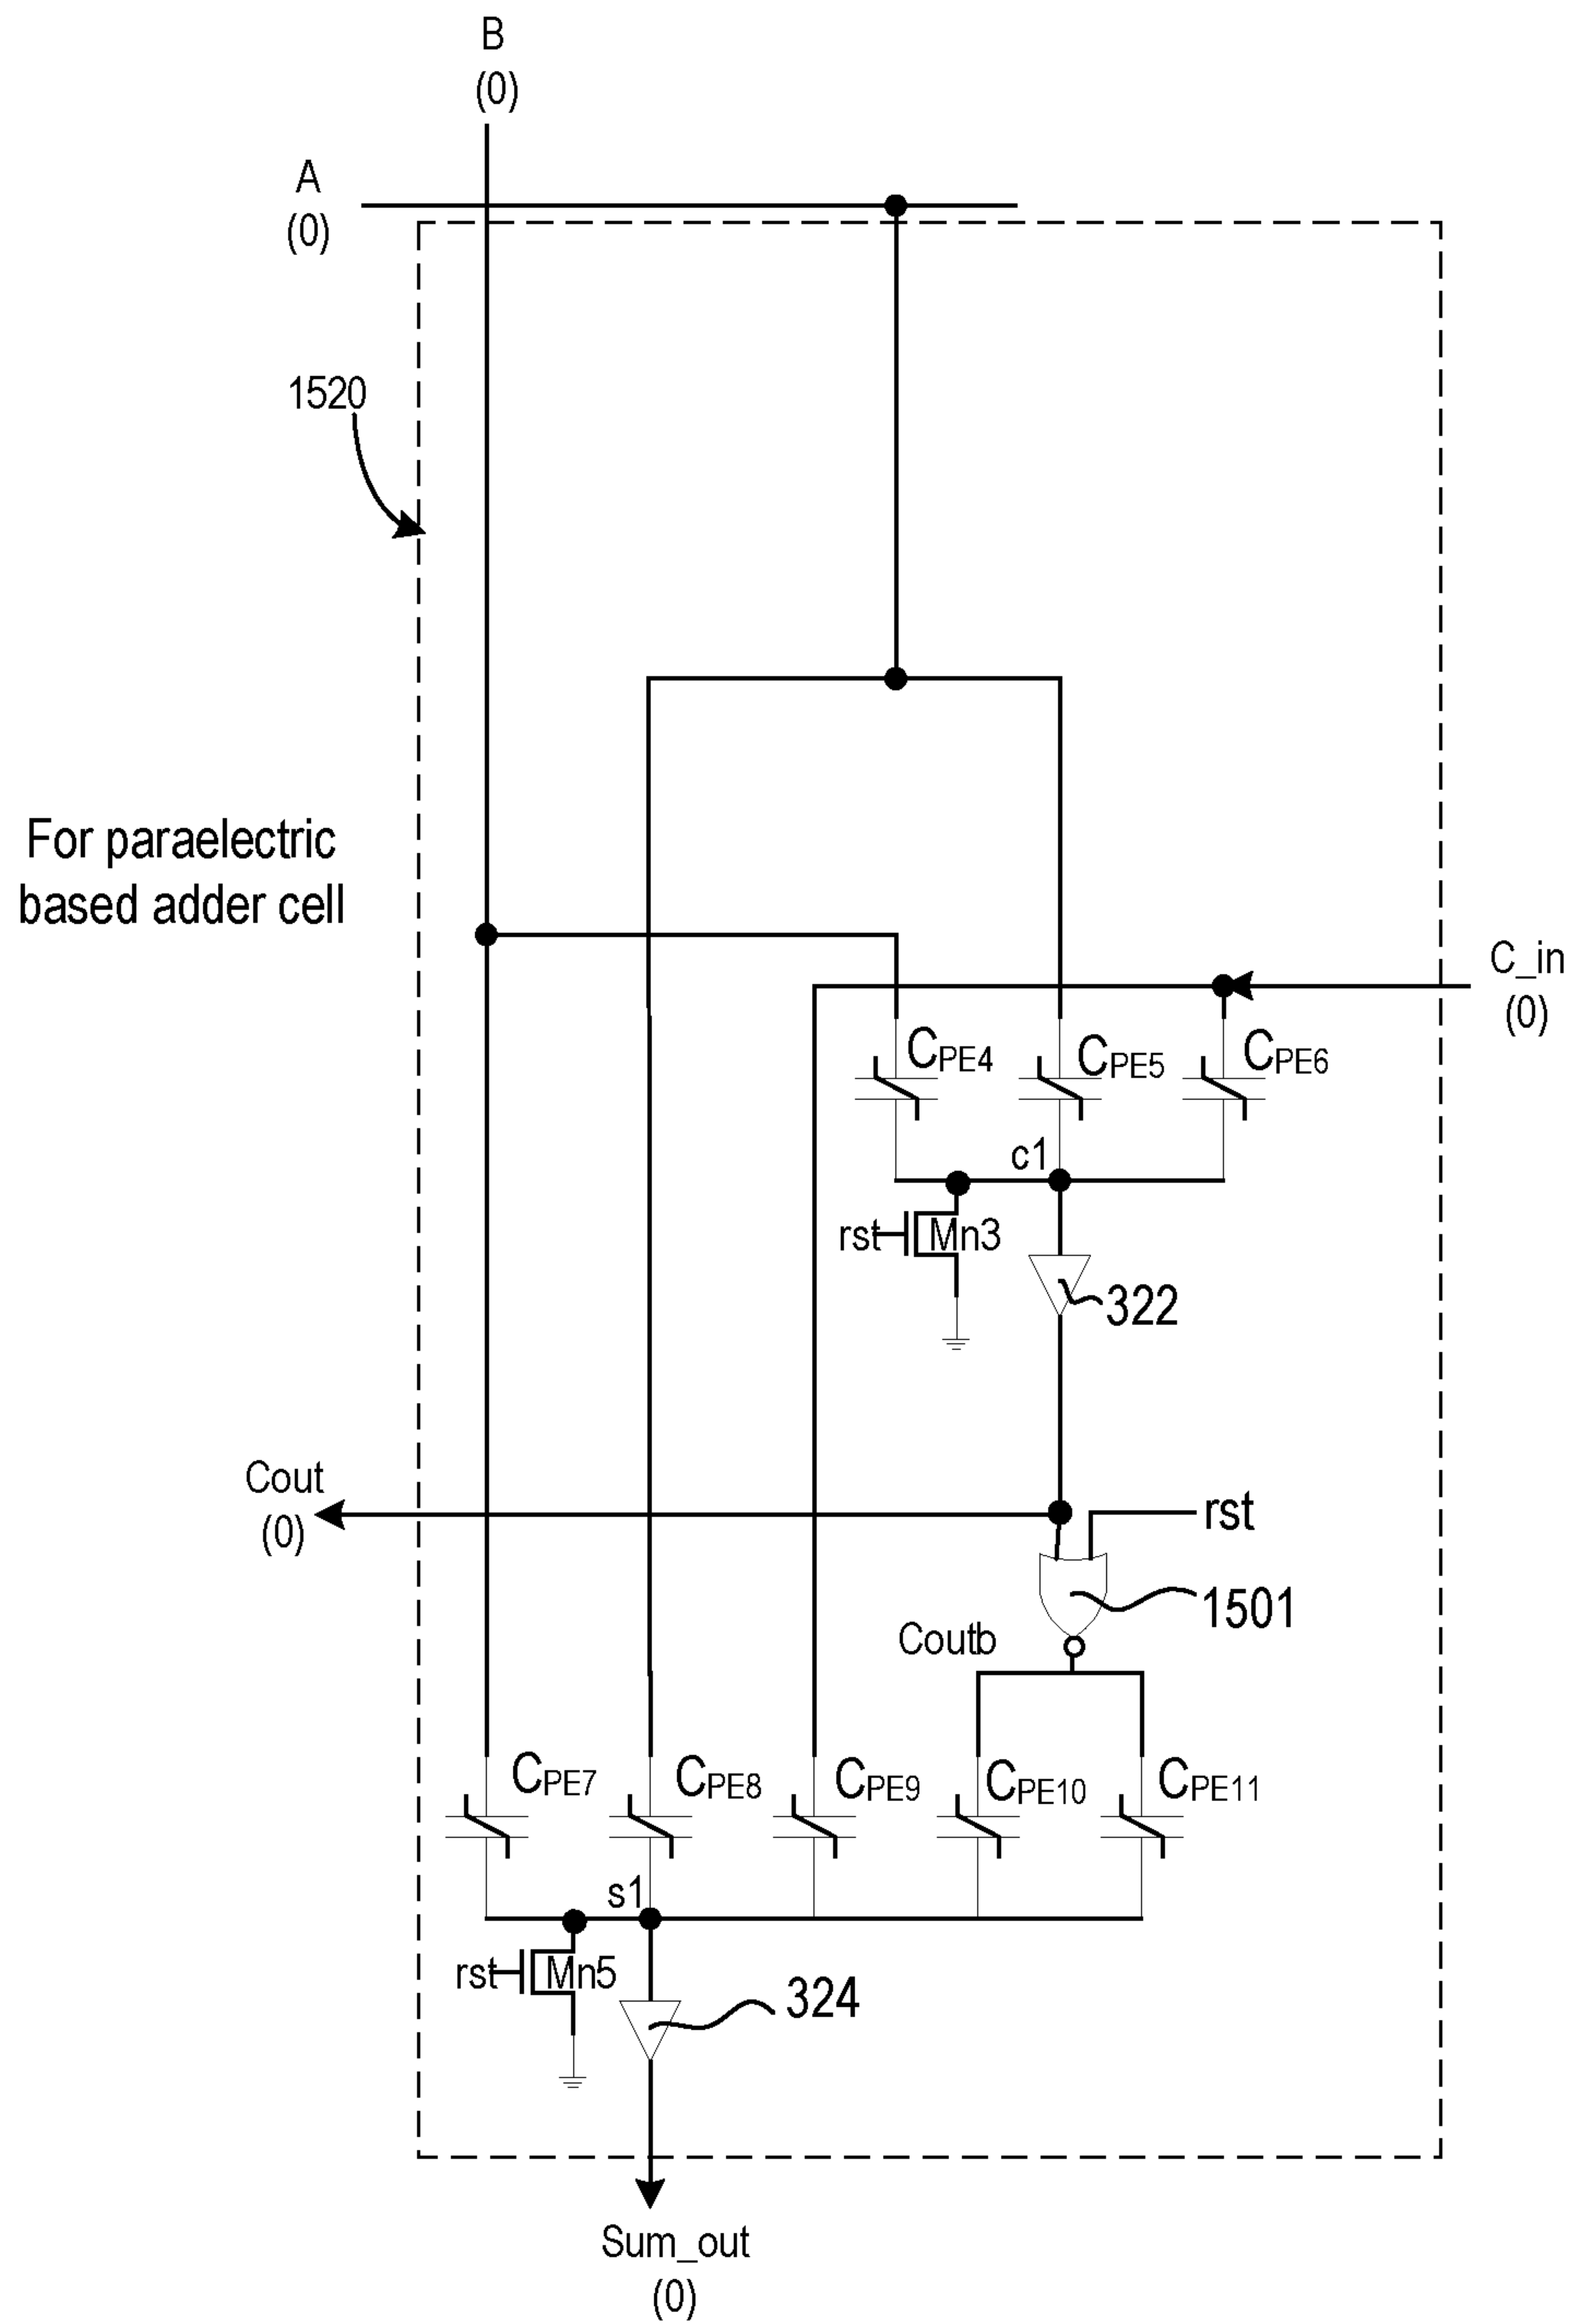 B
(0)
A
(0)
1520
For paraelectric
based adder cell
C_in
(0)
CPE4
CPE5
CPE6
c1
rst
Mn3
322
Cout
(0)
rst
1501
Coutb
CPE7
CPE8
CPE9
CPE10
CPE11
s1
rst
Mn5
324
Sum_out
(0)